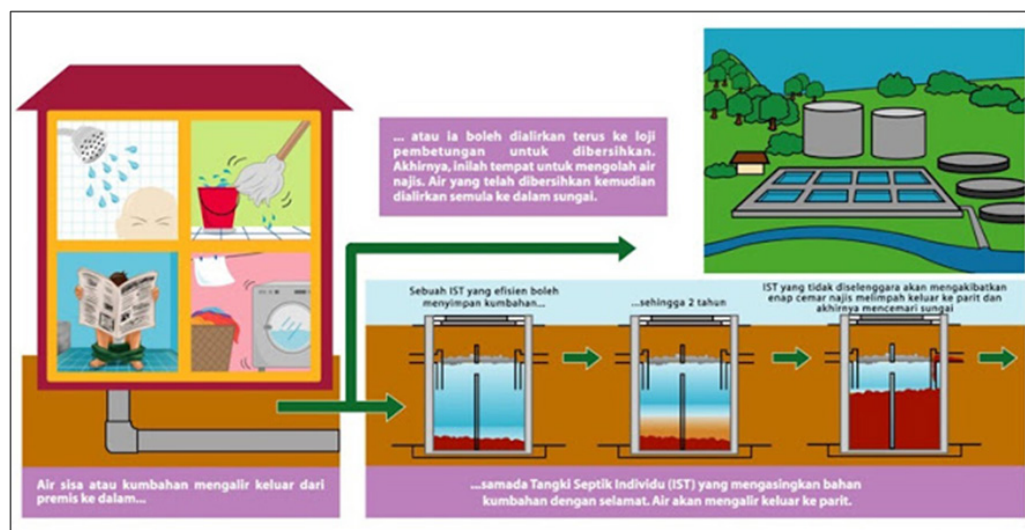 Air sisa atau kumbahan mengalir keluar dari
premis ke dalam...
... atau ia boleh dialirkan terus ke loji
pembetungan untuk dibersihkan.
Akhirnya, inilah tempat untuk mengolah air
najis. Air yang telah dibersihkan kemudian
dialirkan semula ke dalam sungai.
Sebuah IST yang efisien boleh
menyimpan kumbahan...
...sehingga 2 tahun
IST yang tidak diselenggara akan mengakibatkan
enap cemar najis melimpah keluar ke parit dan
akhirnya mencemari sungai
...samada Tangki Septik Individu (IST) yang mengasingkan bahan
kumbahan dengan selamat. Air akan mengalir keluar ke parit.